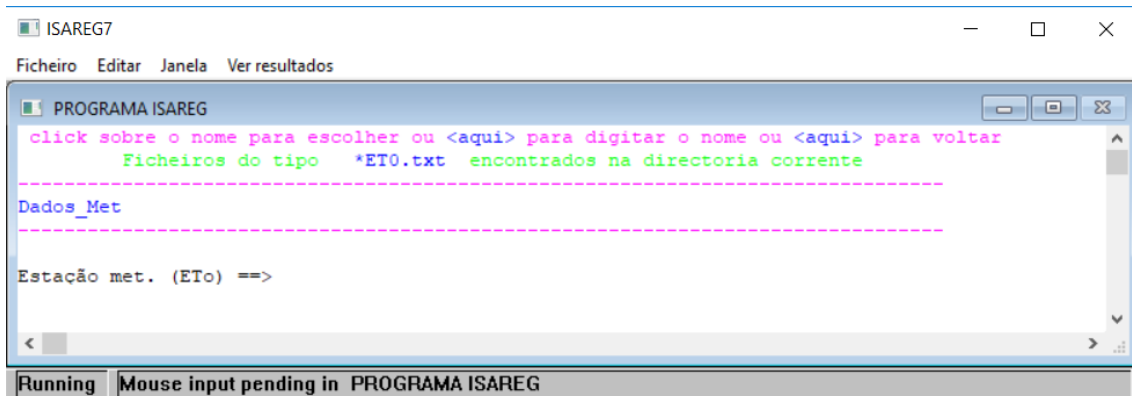 ISAREG7
Ficheiro Editar Janela Ver resultados
PROGRAMA ISAREG
click sobre o nome para escolher ou <aqui> para digitar o nome ou <aqui> para voltar
Ficheiros do tipo *ET0.txt encontrados na directoria corrente
--------------------------------------------------------------------------------
Dados_Met
--------------------------------------------------------------------------------
Estação met. (ETo) ==>
Running Mouse input pending in PROGRAMA ISAREG